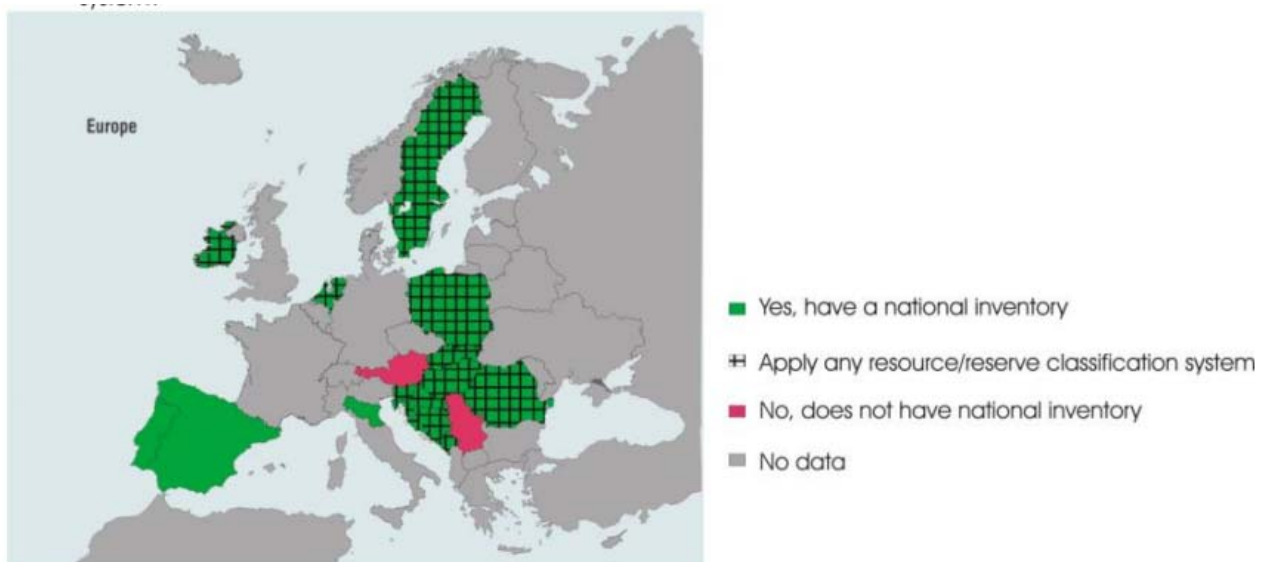 Europe
Yes, have a national inventory
Apply any resource/reserve classification system
No, does not have national inventory
No data